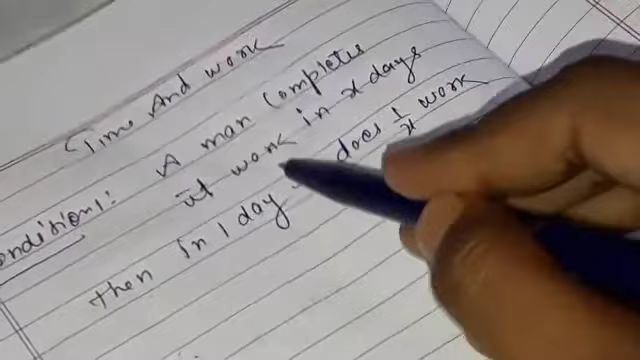 Time And work
Condition 1: A man Completes
it work in x days
then in 1 day does 1/x work